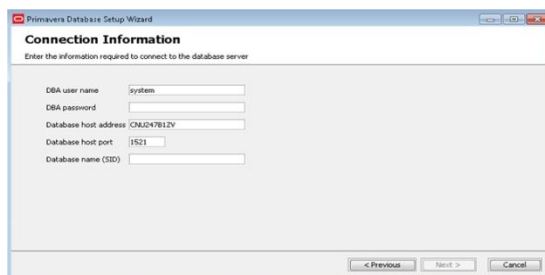 Primavera Database Setup Wizard
Connection Information
Enter the information required to connect to the database server
DBA user name system
DBA password
Database host address CNU247B1ZV
Database host port 1521
Database name (SID)
< Previous Next > Cancel